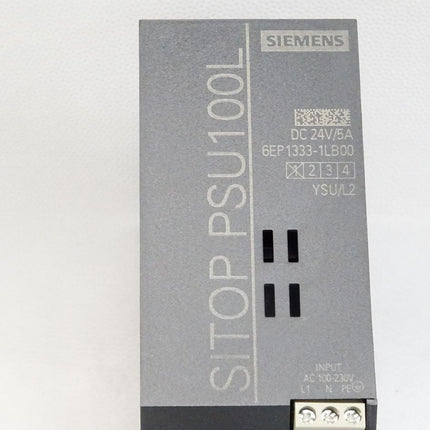 SIEMENS
SITOP PSU100L
DC 24V/5A
6EP1333-1LB00
X 2 3 4
YSU/L2
INPUT
AC 100-230V
L1 N PE